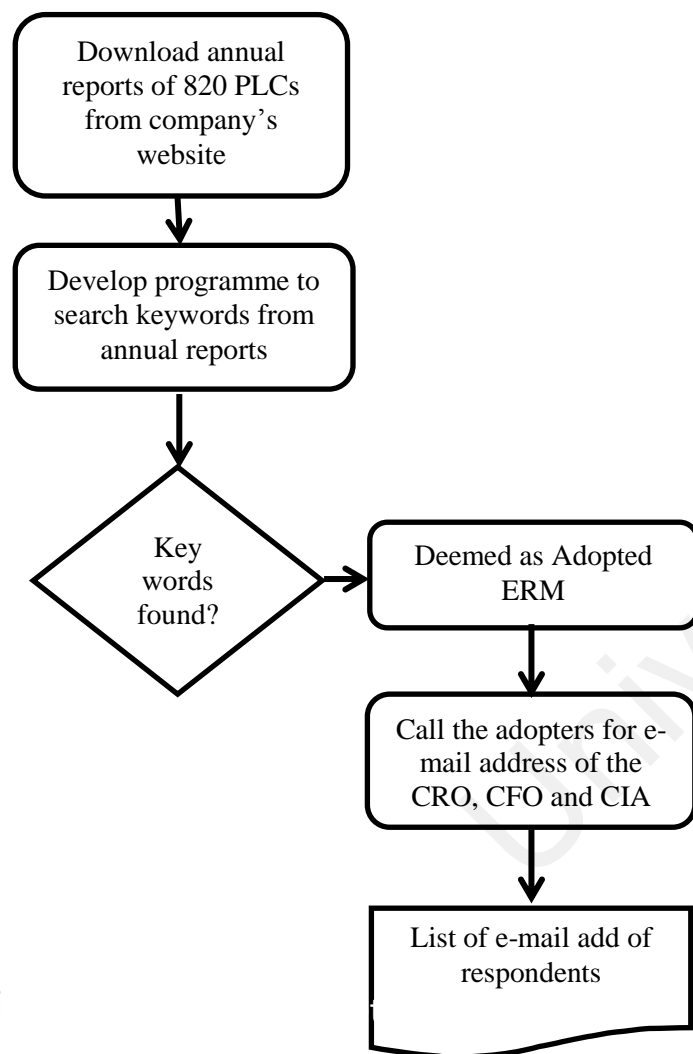 Download annual
reports of 820 PLCs
from company’s
website
Develop programme to
search keywords from
annual reports
Key
words
found?
Deemed as Adopted
ERM
Call the adopters for e-
mail address of the
CRO, CFO and CIA
List of e-mail add of
respondents